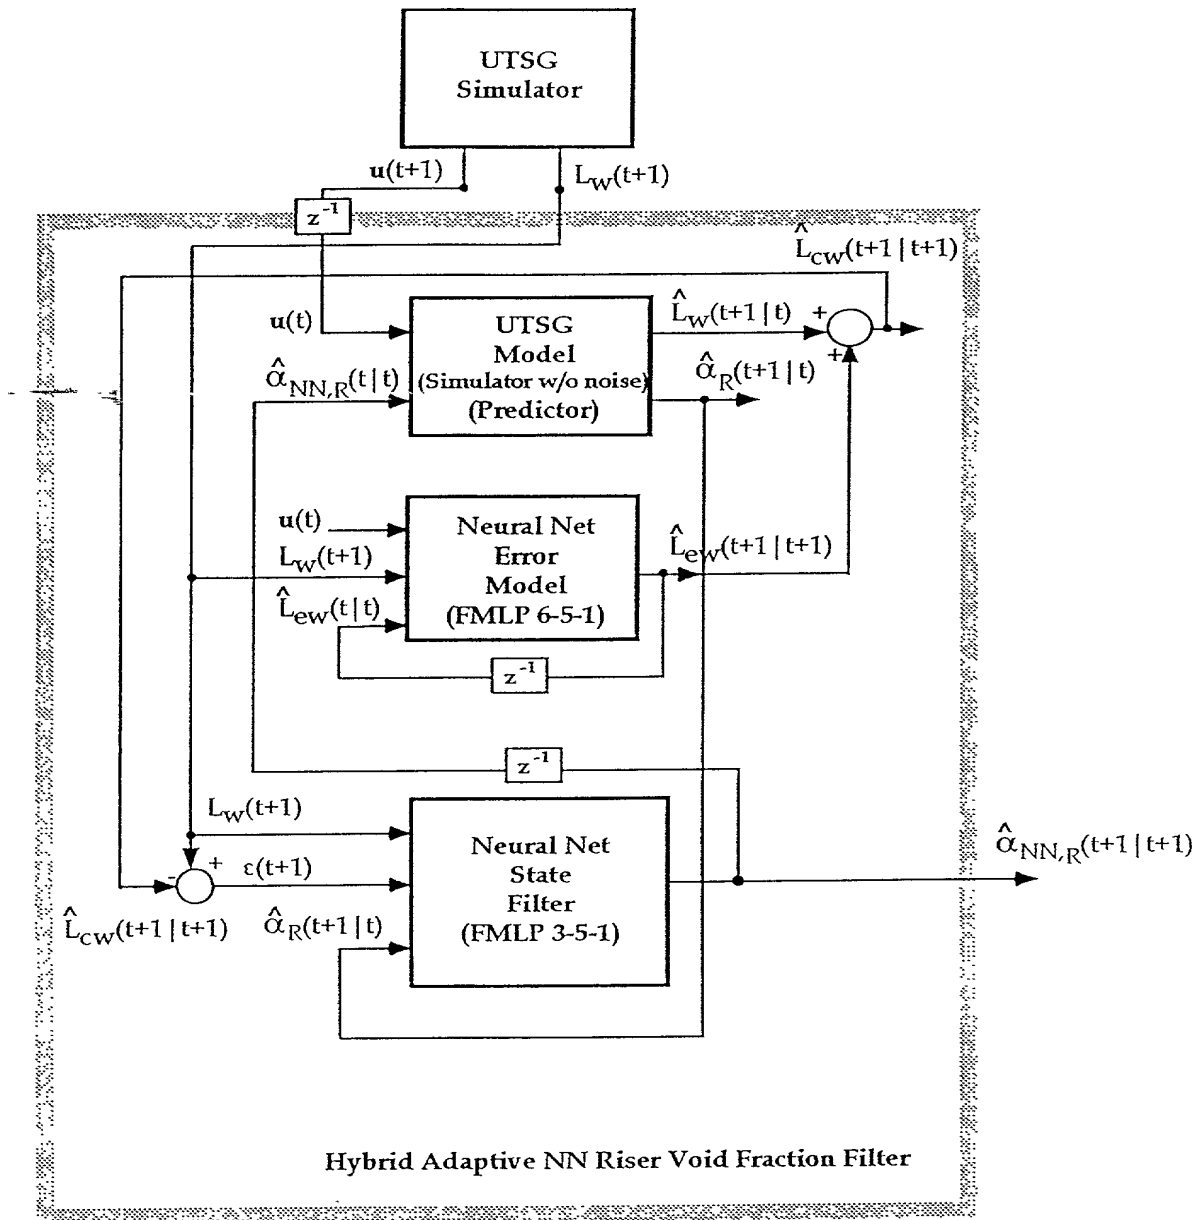 UTSG
Simulator
u(t+1)
L_W(t+1)
z⁻¹
L̂_CW(t+1|t+1)
u(t)
UTSG
Model
(Simulator w/o noise)
(Predictor)
L̂_W(t+1|t)
+
+
α̂_NN,R(t|t)
α̂_R(t+1|t)
u(t)
L_W(t+1)
L̂_ew(t|t)
Neural Net
Error
Model
(FMLP 6-5-1)
L̂_ew(t+1|t+1)
z⁻¹
z⁻¹
L_W(t+1)
+
-
ε(t+1)
L̂_CW(t+1|t+1)
α̂_R(t+1|t)
Neural Net
State
Filter
(FMLP 3-5-1)
α̂_NN,R(t+1|t+1)
Hybrid Adaptive NN Riser Void Fraction Filter